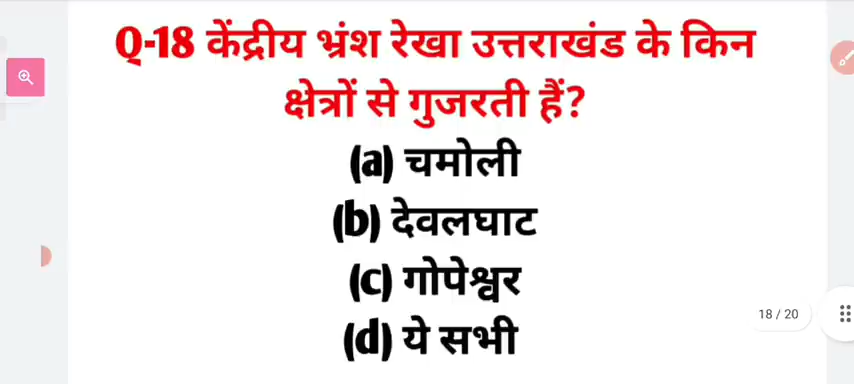 Q-18 केंद्रीय भ्रंश रेखा उत्तराखंड के किन
क्षेत्रों से गुजरती हैं?
(a) चमोली
(b) देवलघाट
(c) गोपेश्वर
(d) ये सभी
18 / 20